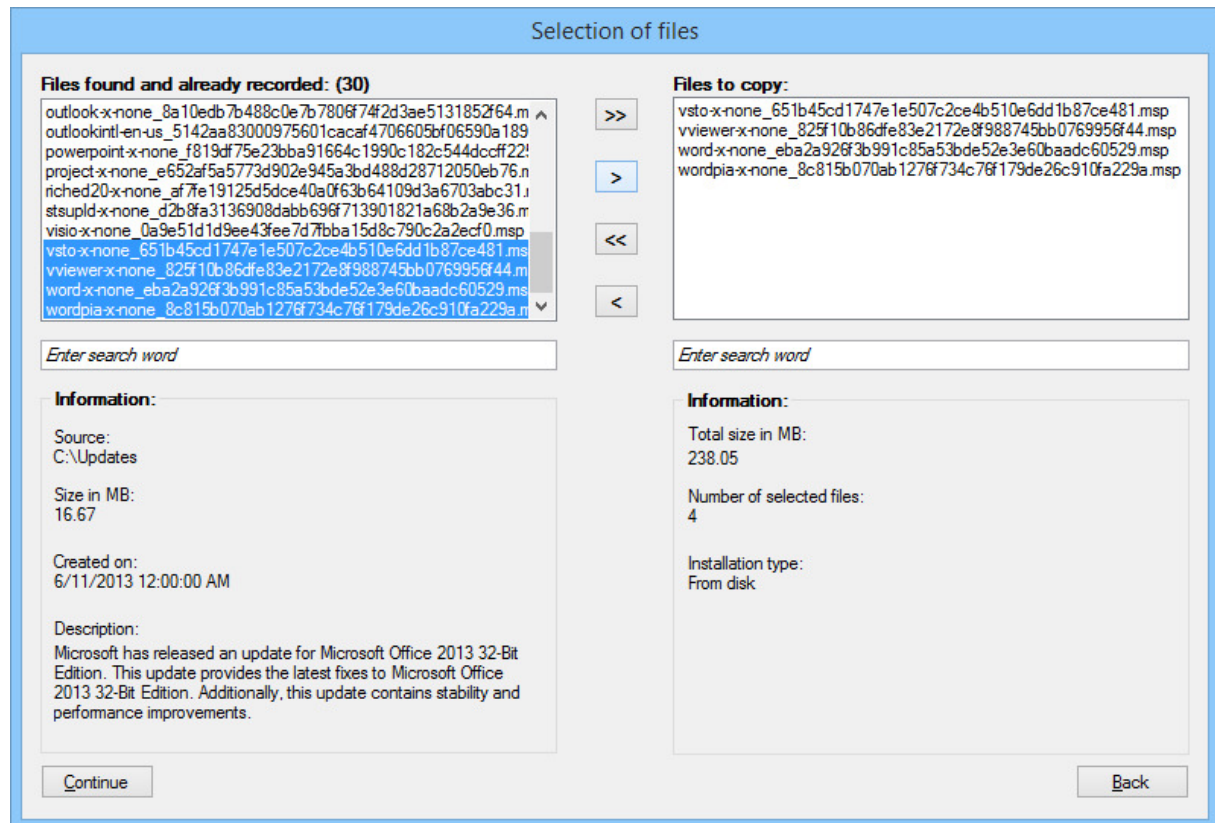 Selection of files
Files found and already recorded: (30)
outlook-x-none_8a10edb7b488c0e7b7806f74f2d3ae5131852f64.m
outlookintl-en-us_5142aa83000975601cacaf4706605bf06590a189
powerpoint-x-none_f819df75e23bba91664c1990c182c544dccff225
project-x-none_e652af5a5773d902e945a3bd488d28712050eb76.m
riched20-x-none_af7fe19125d5dce40a0f63b64109d3a6703abc31.
stsupld-x-none_d2b8fa3136908dabb696f713901821a68b2a9e36.m
visio-x-none_0a9e51d1d9ee43fee7d7fbba15d8c790c2a2ecf0.msp
vsto-x-none_651b45cd1747e1e507c2ce4b510e6dd1b87ce481.ms
vviewer-x-none_825f10b86dfe83e2172e8f988745bb0769956f44.m
word-x-none_eba2a926f3b991c85a53bde52e3e60baadc60529.ms
wordpia-x-none_8c815b070ab1276f734c76f179de26c910fa229a.m
>>
>
<<
<
Files to copy:
vsto-x-none_651b45cd1747e1e507c2ce4b510e6dd1b87ce481.msp
vviewer-x-none_825f10b86dfe83e2172e8f988745bb0769956f44.msp
word-x-none_eba2a926f3b991c85a53bde52e3e60baadc60529.msp
wordpia-x-none_8c815b070ab1276f734c76f179de26c910fa229a.msp
Enter search word
Enter search word
Information:
Source:
C:\Updates
Size in MB:
16.67
Created on:
6/11/2013 12:00:00 AM
Description:
Microsoft has released an update for Microsoft Office 2013 32-Bit
Edition. This update provides the latest fixes to Microsoft Office
2013 32-Bit Edition. Additionally, this update contains stability and
performance improvements.
Information:
Total size in MB:
238.05
Number of selected files:
4
Installation type:
From disk
Continue
Back